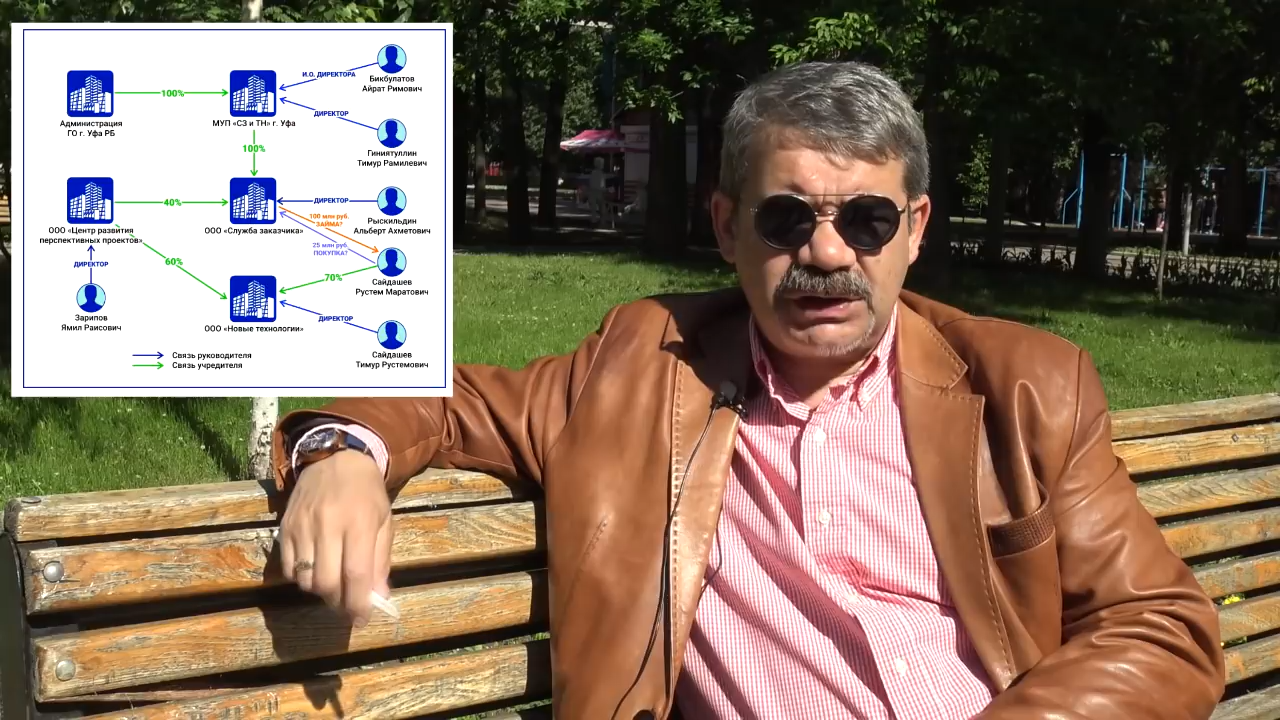 И.О. ДИРЕКТОРА
Бикбулатов
Айрат Римович
100%
Администрация
ГО г. Уфа РБ
МУП «СЗ и ТН» г. Уфа
ДИРЕКТОР
Гиниятуллин
Тимур Рамилевич
100%
40%
ДИРЕКТОР
Рыскильдин
Альберт Ахметович
ООО «Центр развития
перспективных проектов»
ООО «Служба заказчика»
100 млн руб.
ЗАЙМА?
25 млн руб.
ПОКУПКА?
ДИРЕКТОР
60%
70%
Сайдашев
Рустем Маратович
Зарипов
Ямил Раисович
ООО «Новые технологии»
ДИРЕКТОР
Сайдашев
Тимур Рустемович
Связь руководителя
Связь учредителя